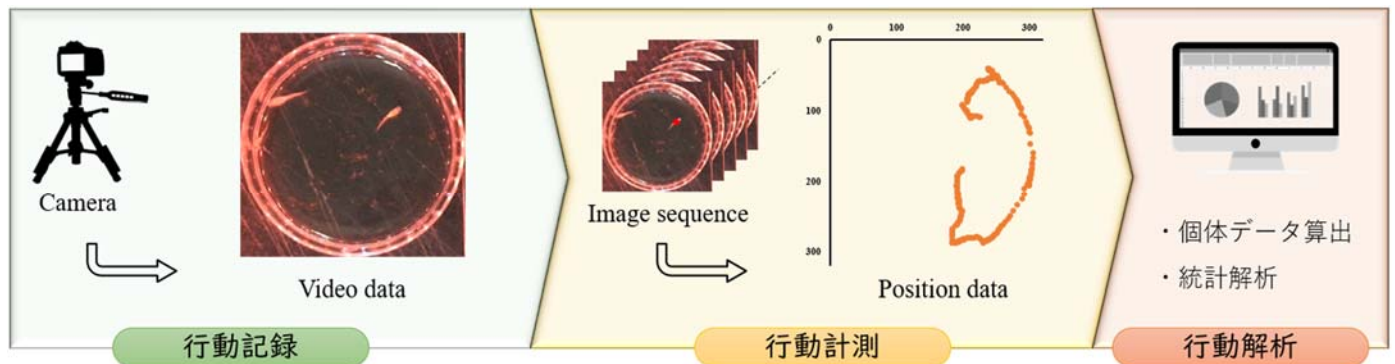 Camera
Video data
行動記録
Image sequence
0
100
200
300
0
100
200
300
Position data
行動計測
・個体データ算出
・統計解析
行動解析